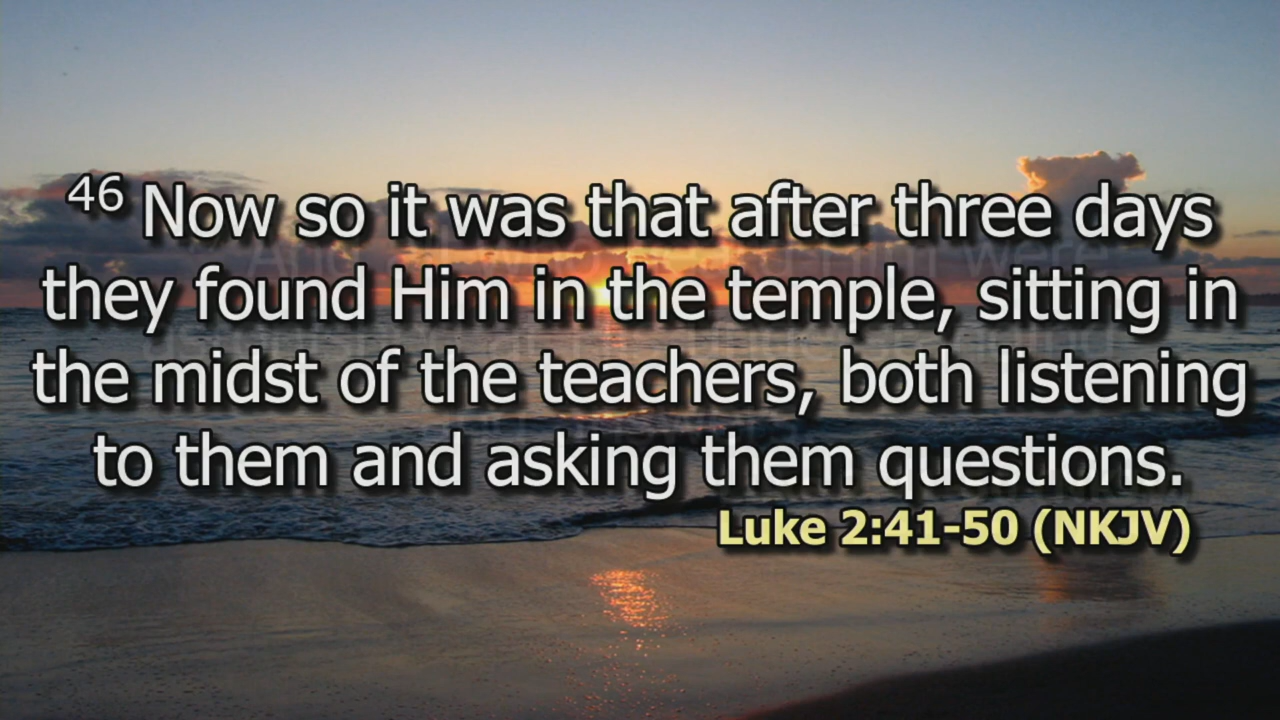 46 Now so it was that after three days
they found Him in the temple, sitting in
the midst of the teachers, both listening
to them and asking them questions.
Luke 2:41-50 (NKJV)